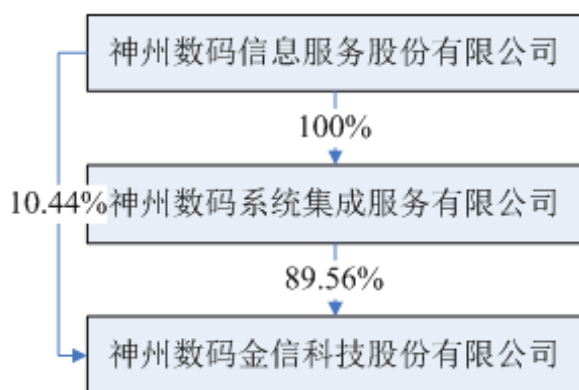 神州数码信息服务股份有限公司
100%
10.44%
神州数码系统集成服务有限公司
89.56%
神州数码金信科技股份有限公司